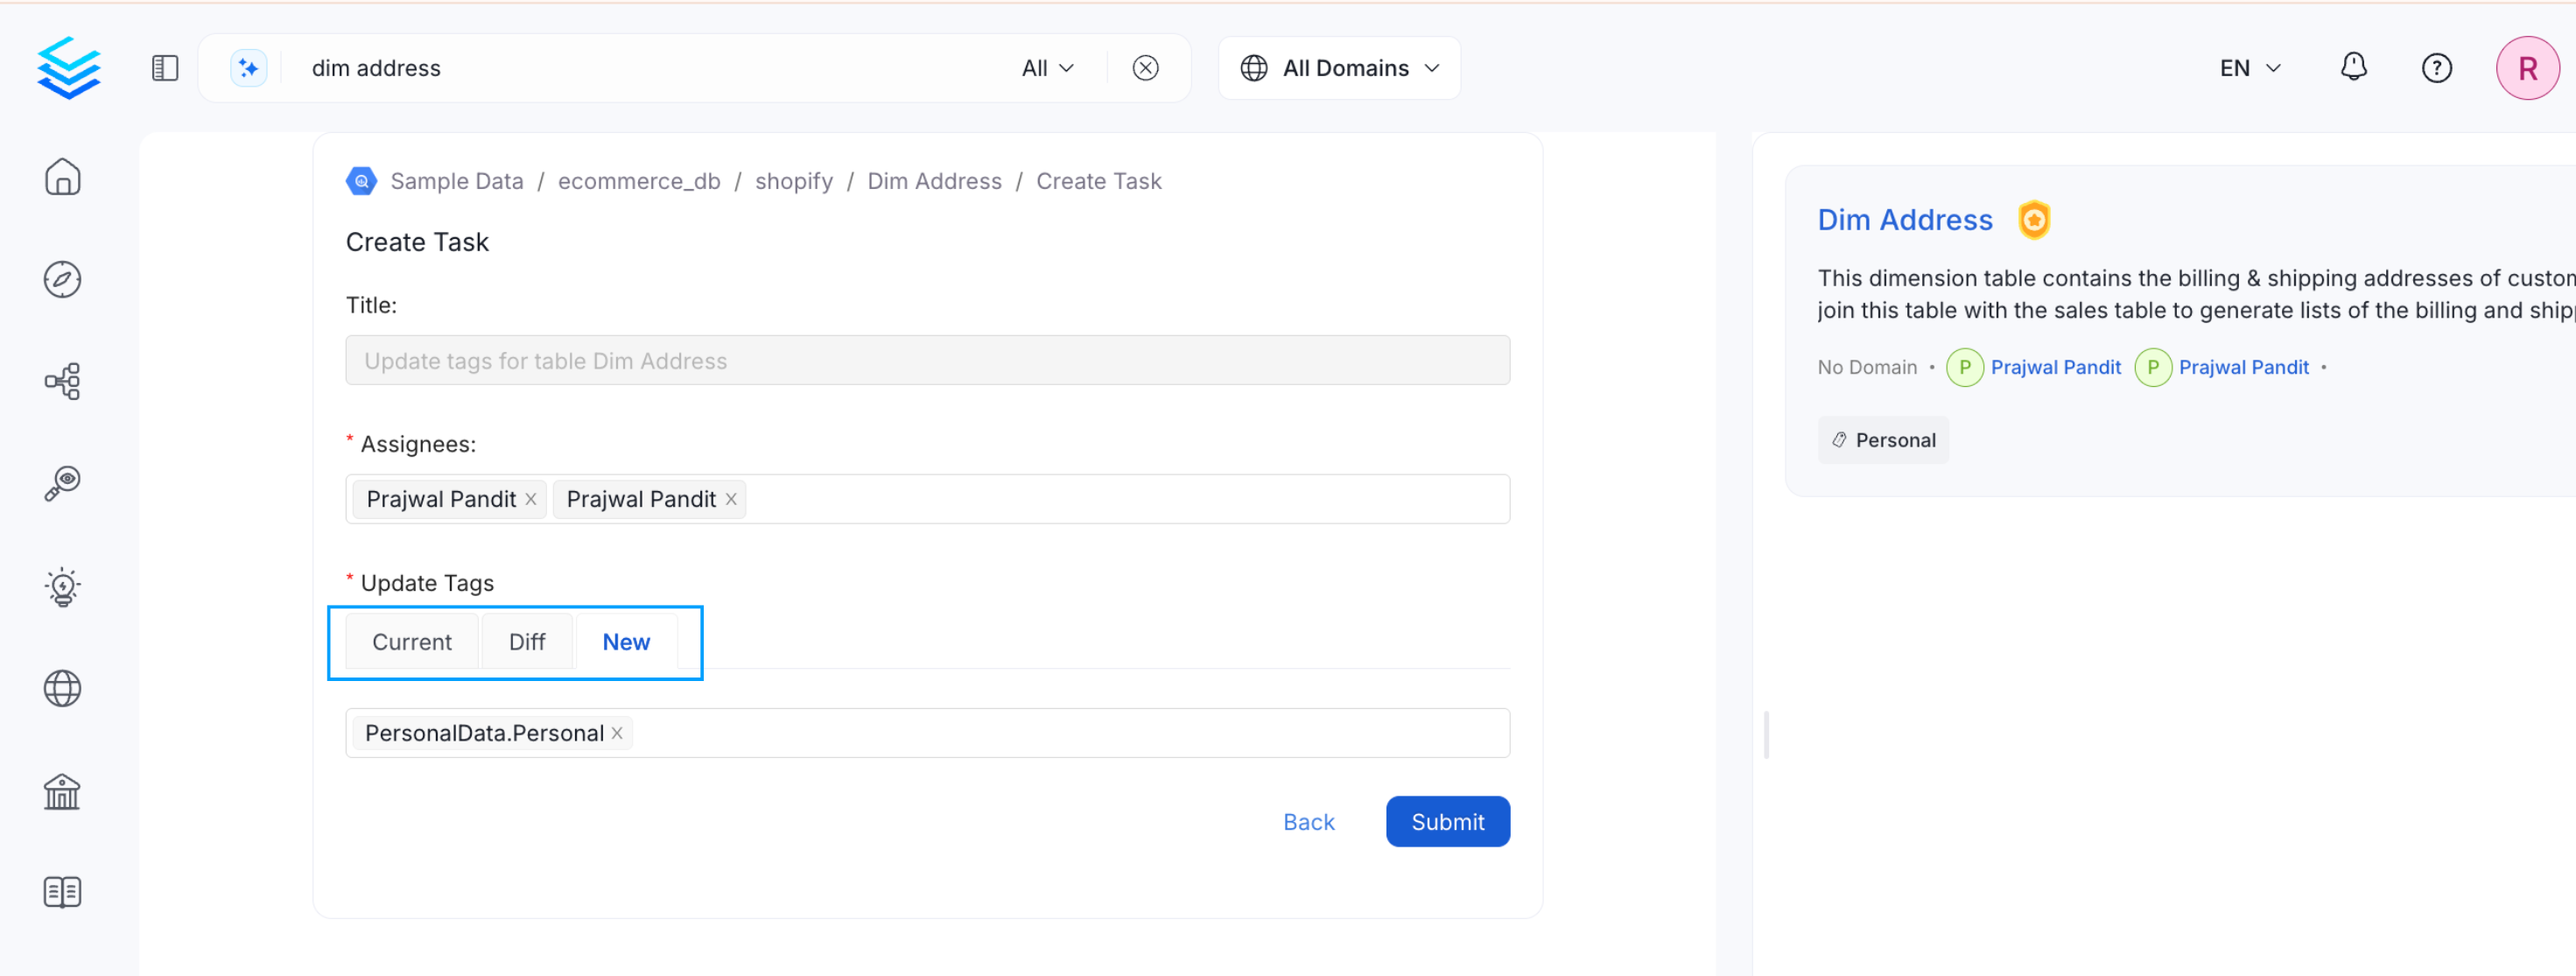 dim address
All
All Domains
EN
?
R
Sample Data / ecommerce_db / shopify / Dim Address / Create Task
Create Task
Title:
Update tags for table Dim Address
* Assignees:
Prajwal Pandit
Prajwal Pandit
* Update Tags
Current
Diff
New
PersonalData.Personal
Back
Submit
Dim Address
This dimension table contains the billing & shipping addresses of custom
join this table with the sales table to generate lists of the billing and ship
No Domain • P Prajwal Pandit P Prajwal Pandit •
Personal